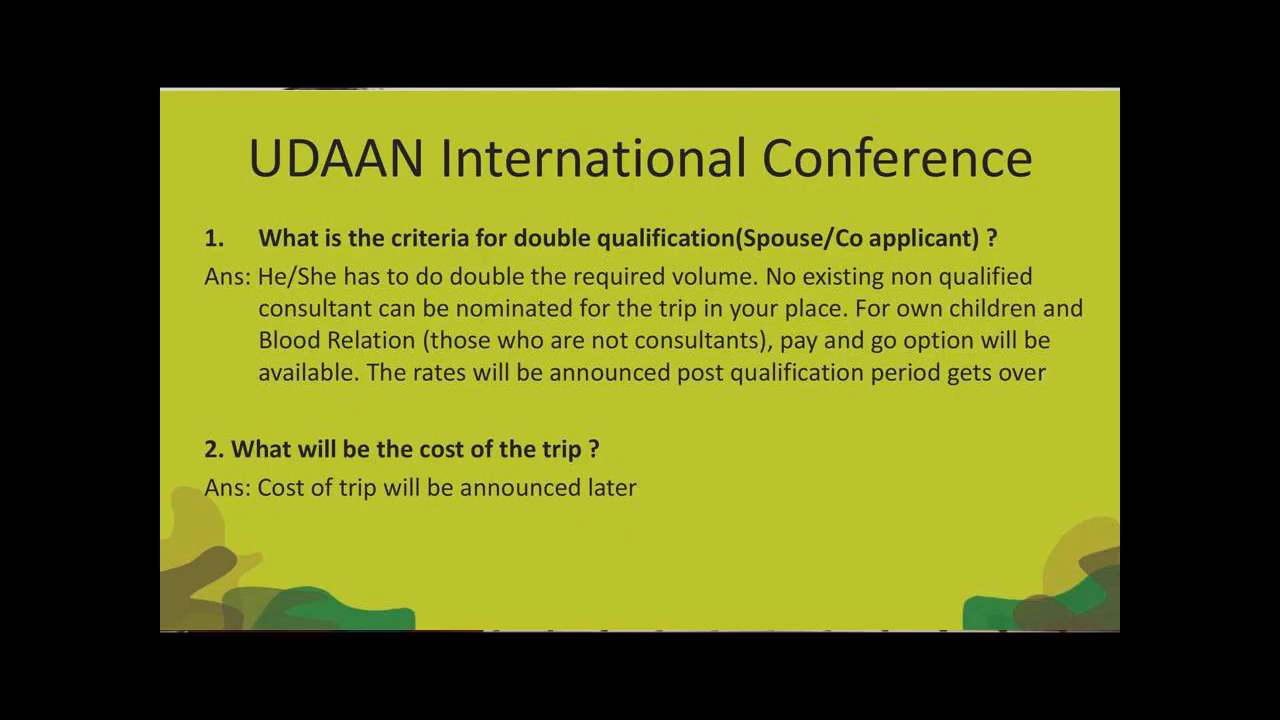 UDAAN International Conference
1. What is the criteria for double qualification(Spouse/Co applicant) ?
Ans: He/She has to do double the required volume. No existing non qualified
consultant can be nominated for the trip in your place. For own children and
Blood Relation (those who are not consultants), pay and go option will be
available. The rates will be announced post qualification period gets over
2. What will be the cost of the trip ?
Ans: Cost of trip will be announced later